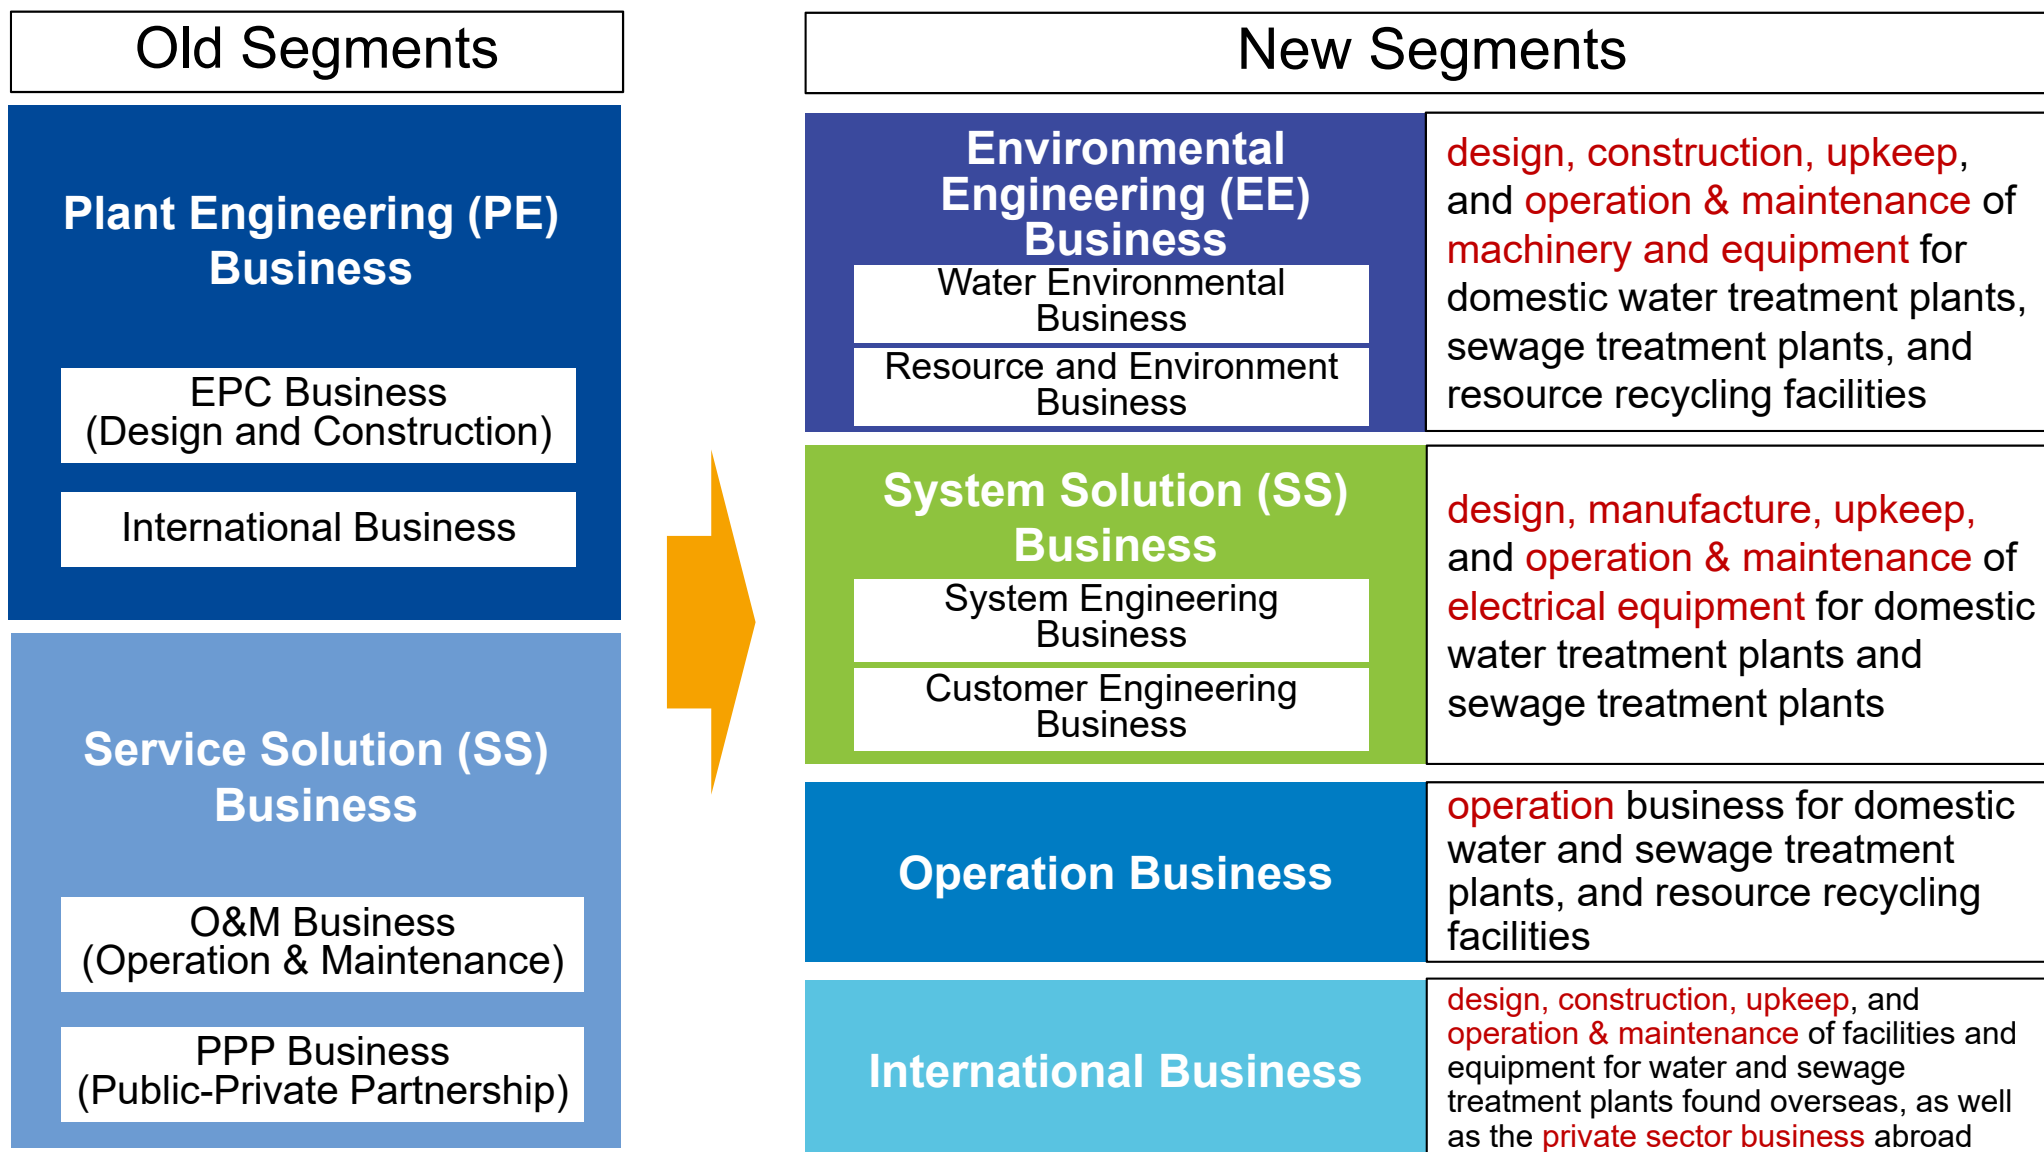 Old Segments
Plant Engineering (PE)
Business
EPC Business
(Design and Construction)
International Business
Service Solution (SS)
Business
O&M Business
(Operation & Maintenance)
PPP Business
(Public-Private Partnership)
New Segments
Environmental
Engineering (EE)
Business
Water Environmental
Business
Resource and Environment
Business
design, construction, upkeep,
and operation & maintenance of
machinery and equipment for
domestic water treatment plants,
sewage treatment plants, and
resource recycling facilities
System Solution (SS)
Business
System Engineering
Business
Customer Engineering
Business
design, manufacture, upkeep,
and operation & maintenance of
electrical equipment for domestic
water treatment plants and
sewage treatment plants
Operation Business
operation business for domestic
water and sewage treatment
plants, and resource recycling
facilities
International Business
design, construction, upkeep, and
operation & maintenance of facilities and
equipment for water and sewage
treatment plants found overseas, as well
as the private sector business abroad